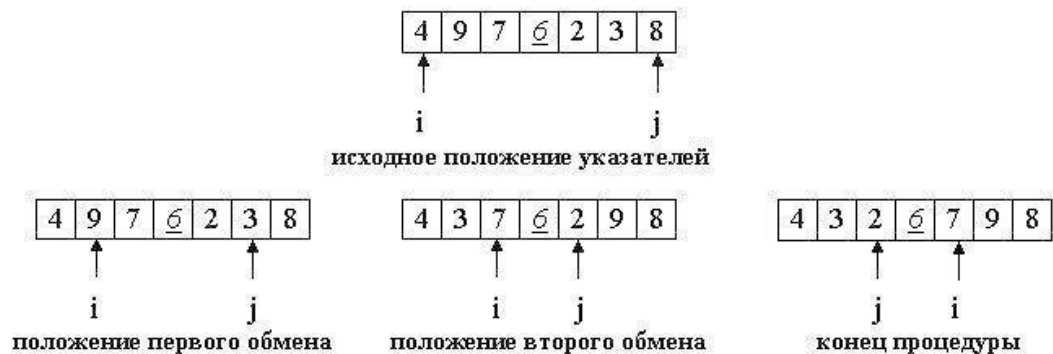 4 9 7 6 2 3 8
i j
исходное положение указателей
4 9 7 6 2 3 8
i j
положение первого обмена
4 3 7 6 2 9 8
i j
положение второго обмена
4 3 2 6 7 9 8
j i
конец процедуры